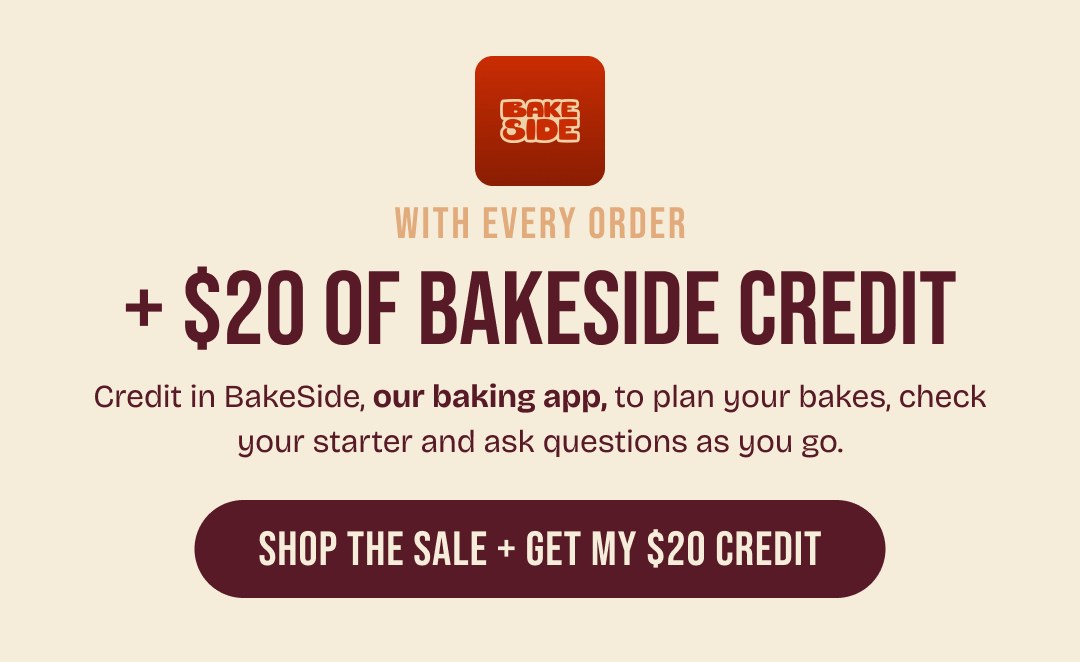 BAKE
SIDE
WITH EVERY ORDER
+ $20 OF BAKESIDE CREDIT
Credit in BakeSide, our baking app, to plan your bakes, check
your starter and ask questions as you go.
SHOP THE SALE + GET MY $20 CREDIT